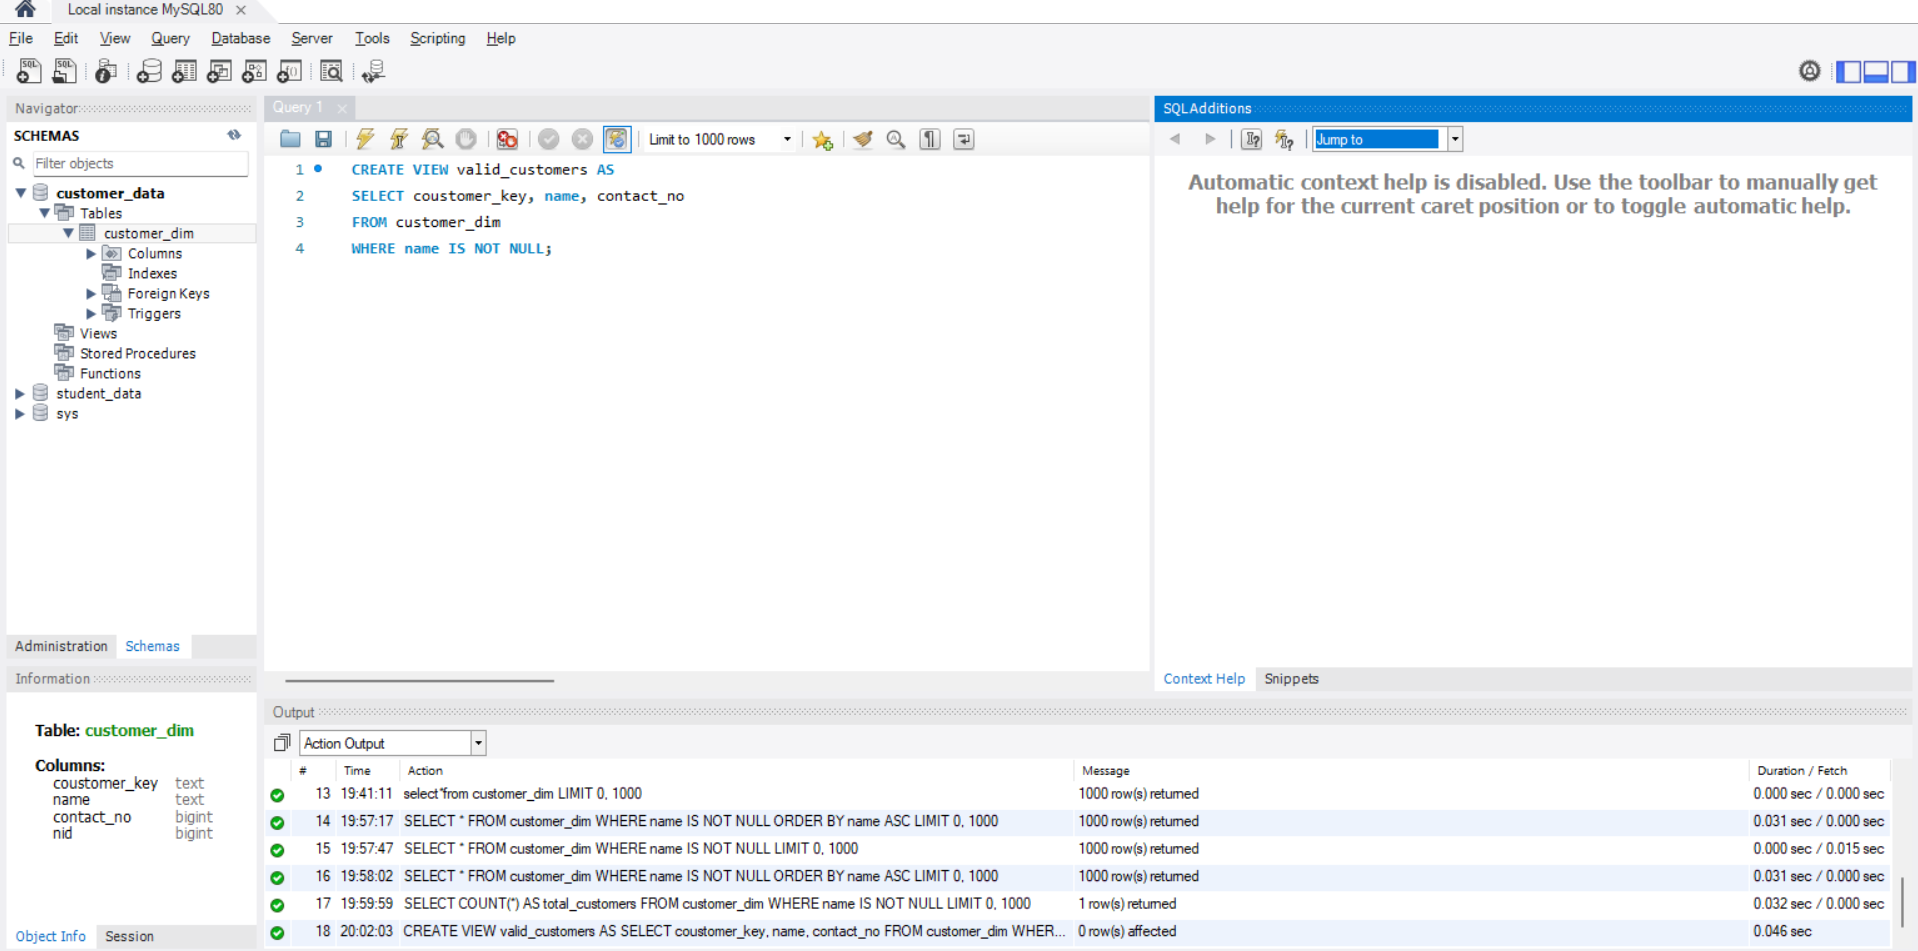 Local instance MySQL80
File Edit View Query Database Server Tools Scripting Help
Navigator
SCHEMAS
Filter objects
customer_data
Tables
customer_dim
Columns
Indexes
Foreign Keys
Triggers
Views
Stored Procedures
Functions
student_data
sys
Administration Schemas
Information
Table: customer_dim
Columns:
coustomer_key text
name text
contact_no bigint
nid bigint
Object Info Session
Query 1
Limit to 1000 rows
1 CREATE VIEW valid_customers AS
2 SELECT coustomer_key, name, contact_no
3 FROM customer_dim
4 WHERE name IS NOT NULL;
SQLAdditions
Jump to
Automatic context help is disabled. Use the toolbar to manually get
help for the current caret position or to toggle automatic help.
Context Help Snippets
Output
Action Output
# Time Action Message Duration / Fetch
13 19:41:11 select*from customer_dim LIMIT 0, 1000 1000 row(s) returned 0.000 sec / 0.000 sec
14 19:57:17 SELECT * FROM customer_dim WHERE name IS NOT NULL ORDER BY name ASC LIMIT 0, 1000 1000 row(s) returned 0.031 sec / 0.000 sec
15 19:57:47 SELECT * FROM customer_dim WHERE name IS NOT NULL LIMIT 0, 1000 1000 row(s) returned 0.000 sec / 0.015 sec
16 19:58:02 SELECT * FROM customer_dim WHERE name IS NOT NULL ORDER BY name ASC LIMIT 0, 1000 1000 row(s) returned 0.031 sec / 0.000 sec
17 19:59:59 SELECT COUNT(*) AS total_customers FROM customer_dim WHERE name IS NOT NULL LIMIT 0, 1000 1 row(s) returned 0.032 sec / 0.000 sec
18 20:02:03 CREATE VIEW valid_customers AS SELECT coustomer_key, name, contact_no FROM customer_dim WHER... 0 row(s) affected 0.046 sec